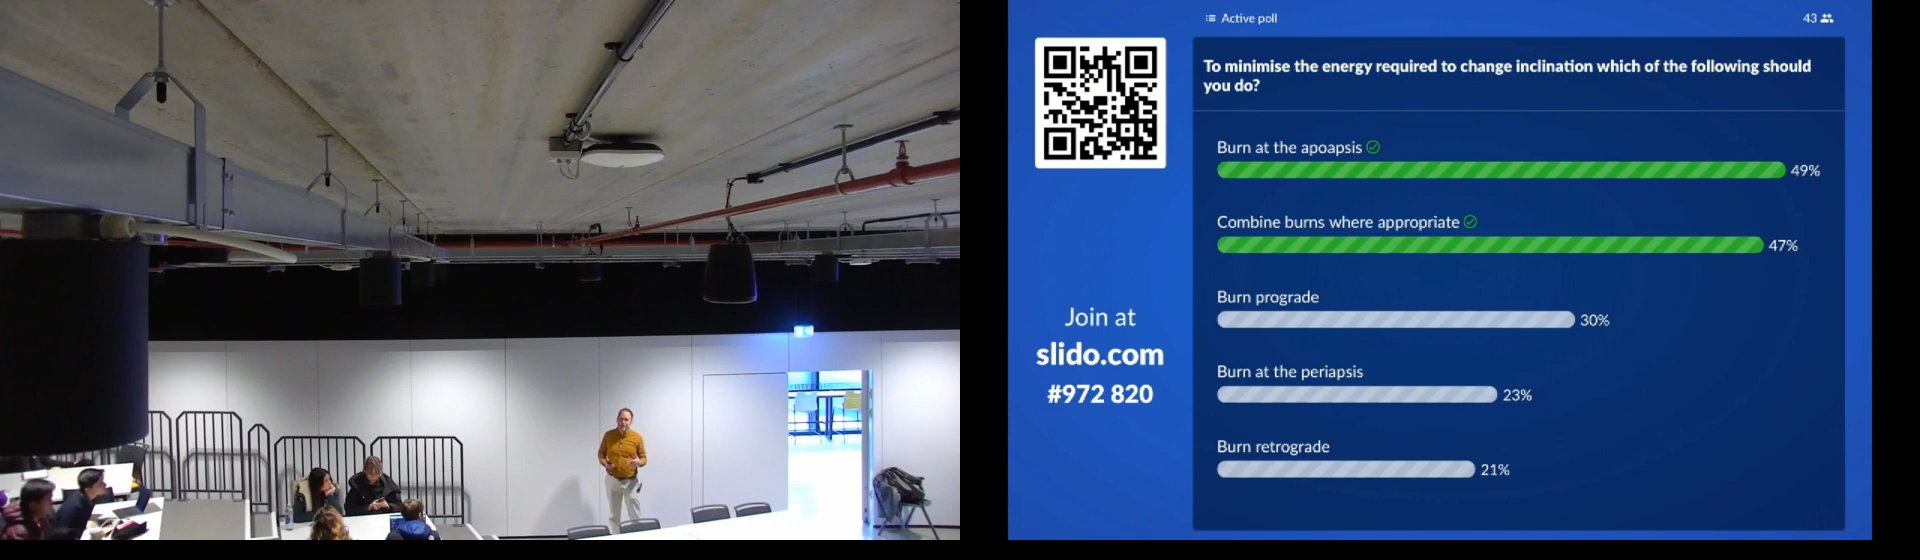 Active poll
43
To minimise the energy required to change inclination which of the following should
you do?
Burn at the apoapsis
49%
Combine burns where appropriate
47%
Burn prograde
30%
Burn at the periapsis
23%
Burn retrograde
21%
Join at
slido.com
#972 820